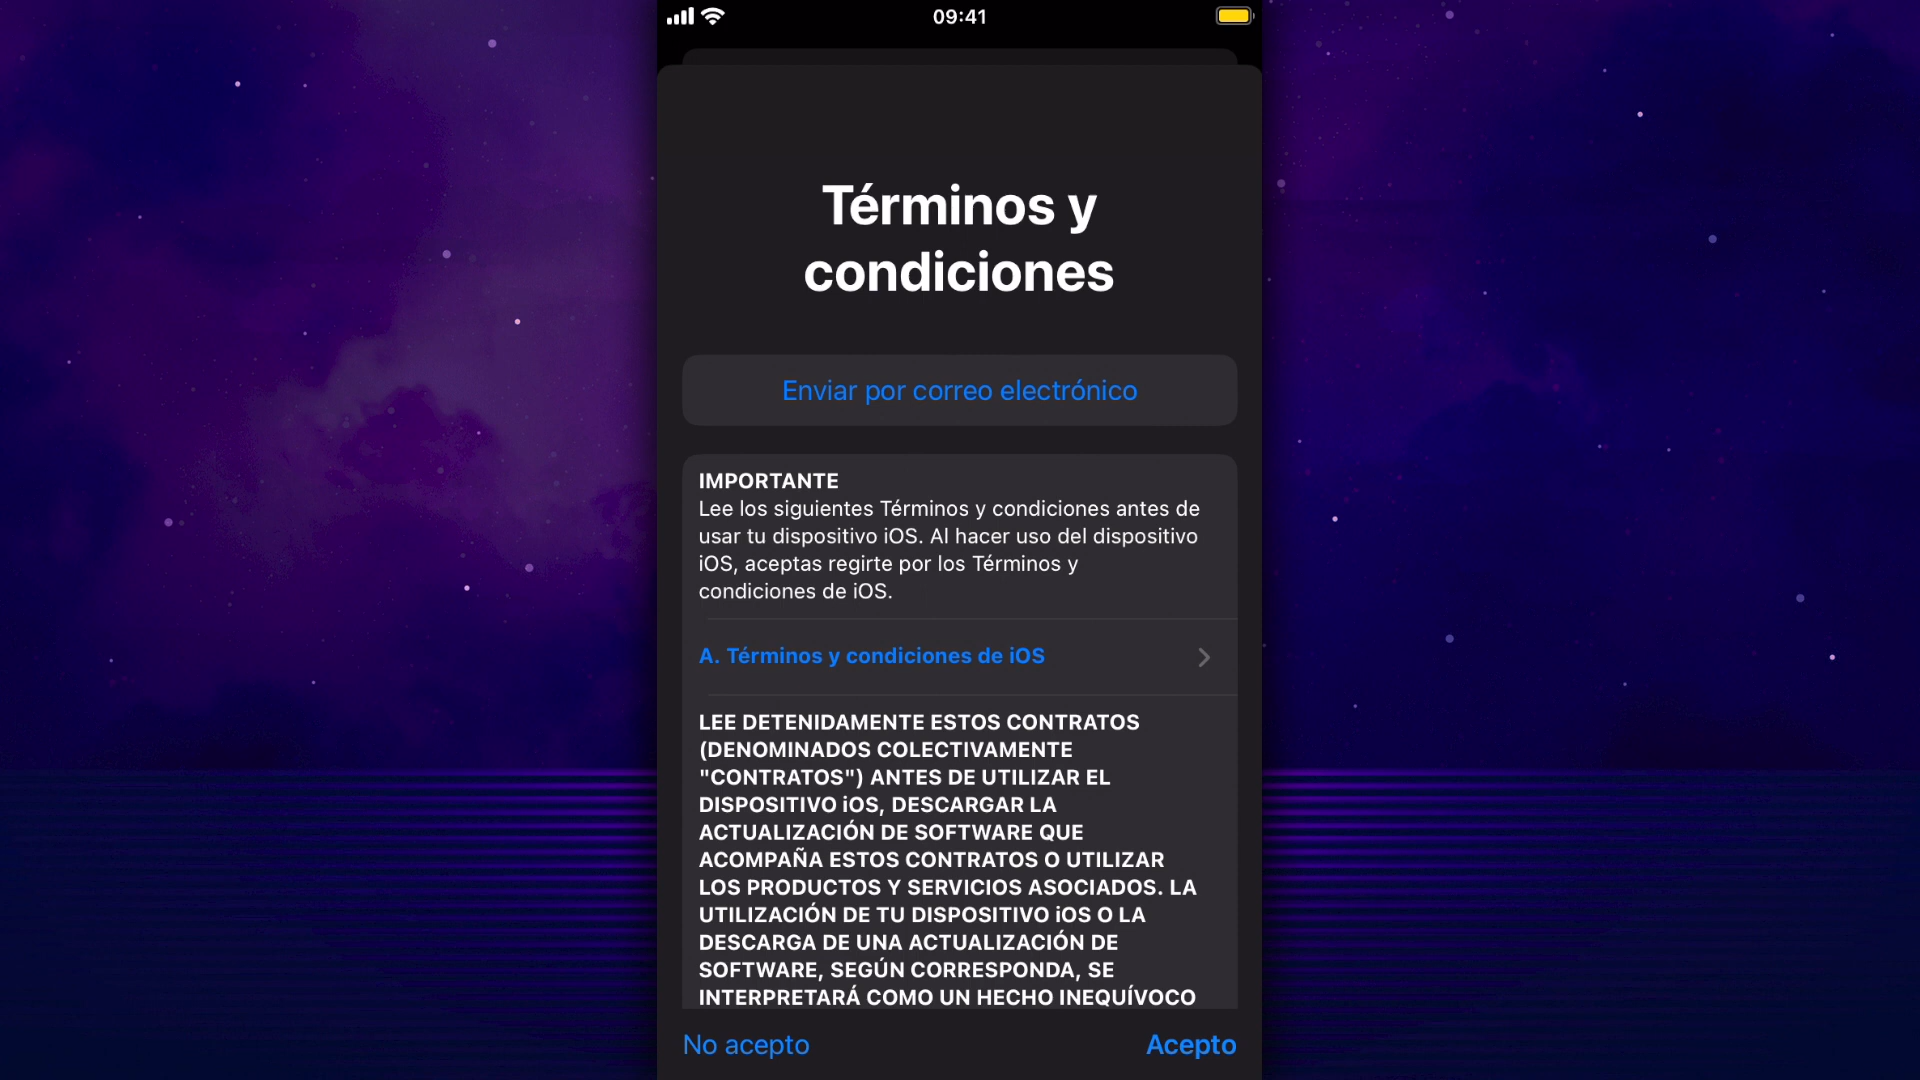 09:41
Términos y
condiciones
Enviar por correo electrónico
IMPORTANTE
Lee los siguientes Términos y condiciones antes de
usar tu dispositivo iOS. Al hacer uso del dispositivo
iOS, aceptas regirte por los Términos y
condiciones de iOS.
A. Términos y condiciones de iOS
LEE DETENIDAMENTE ESTOS CONTRATOS
(DENOMINADOS COLECTIVAMENTE
"CONTRATOS") ANTES DE UTILIZAR EL
DISPOSITIVO iOS, DESCARGAR LA
ACTUALIZACIÓN DE SOFTWARE QUE
ACOMPAÑA ESTOS CONTRATOS O UTILIZAR
LOS PRODUCTOS Y SERVICIOS ASOCIADOS. LA
UTILIZACIÓN DE TU DISPOSITIVO iOS O LA
DESCARGA DE UNA ACTUALIZACIÓN DE
SOFTWARE, SEGÚN CORRESPONDA, SE
INTERPRETARÁ COMO UN HECHO INEQUÍVOCO
No acepto
Acepto